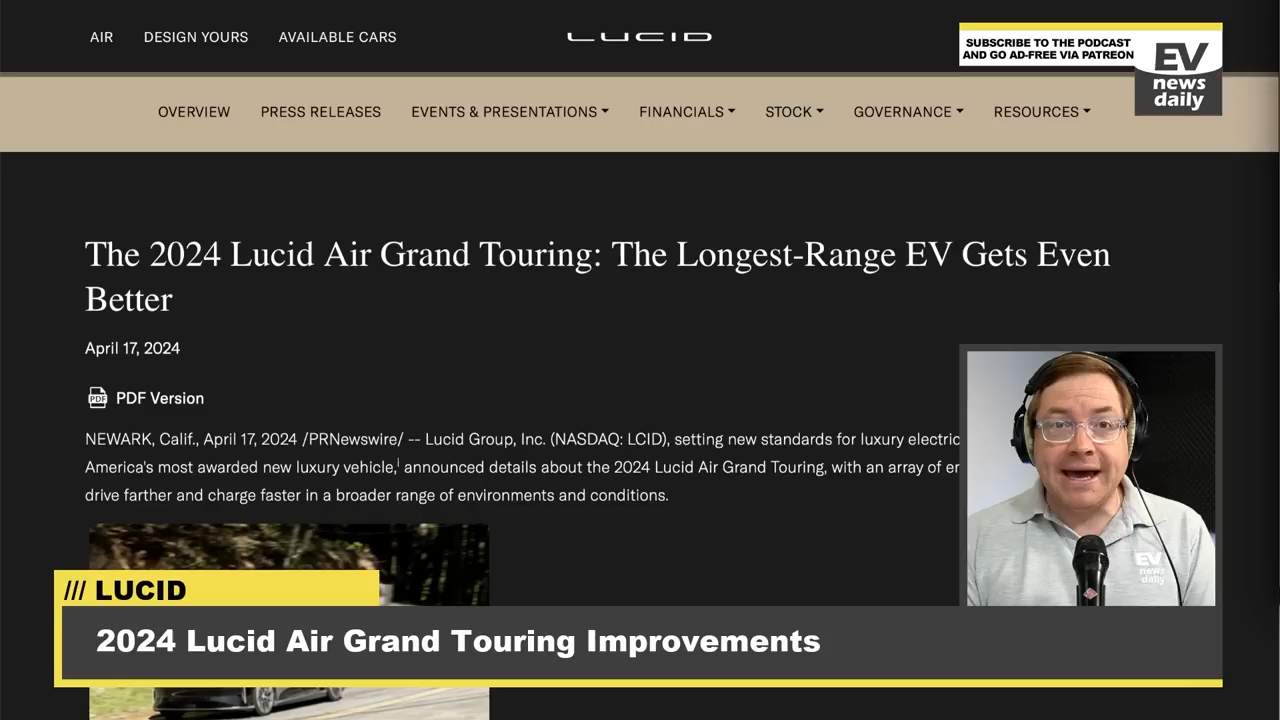 AIR DESIGN YOURS AVAILABLE CARS LUCID
SUBSCRIBE TO THE PODCAST
AND GO AD-FREE VIA PATREON
EV
news
daily
OVERVIEW PRESS RELEASES EVENTS & PRESENTATIONS FINANCIALS STOCK GOVERNANCE RESOURCES
The 2024 Lucid Air Grand Touring: The Longest-Range EV Gets Even
Better
April 17, 2024
PDF PDF Version
NEWARK, Calif., April 17, 2024 /PRNewswire/ -- Lucid Group, Inc. (NASDAQ: LCID), setting new standards for luxury electric
America's most awarded new luxury vehicle,i announced details about the 2024 Lucid Air Grand Touring, with an array of
drive farther and charge faster in a broader range of environments and conditions.
EV
news
daily
/// LUCID
2024 Lucid Air Grand Touring Improvements